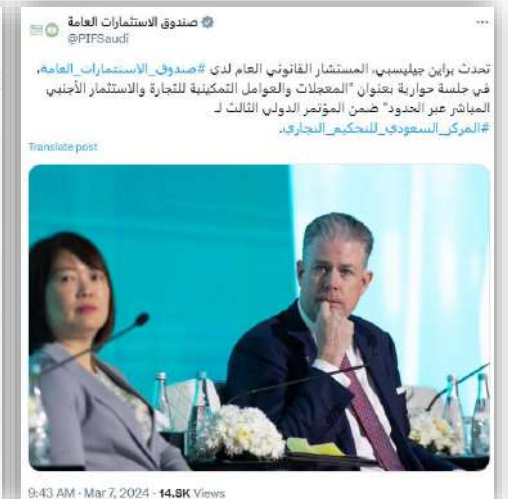 صندوق الاستثمارات العامة
@PIFSaudi
تحدث براين جيليسبي، المستشار القانوني العام لدى #صندوق_الاستثمارات_العامة،
في جلسة حوارية بعنوان "المعجلات والعوامل التمكينية للتجارة والاستثمار الأجنبي
المباشر عبر الحدود" ضمن المؤتمر الدولي الثالث لـ
#المركز_السعودي_للتحكيم_التجاري.
Translate post
9:43 AM · Mar 7, 2024 · 14.8K Views